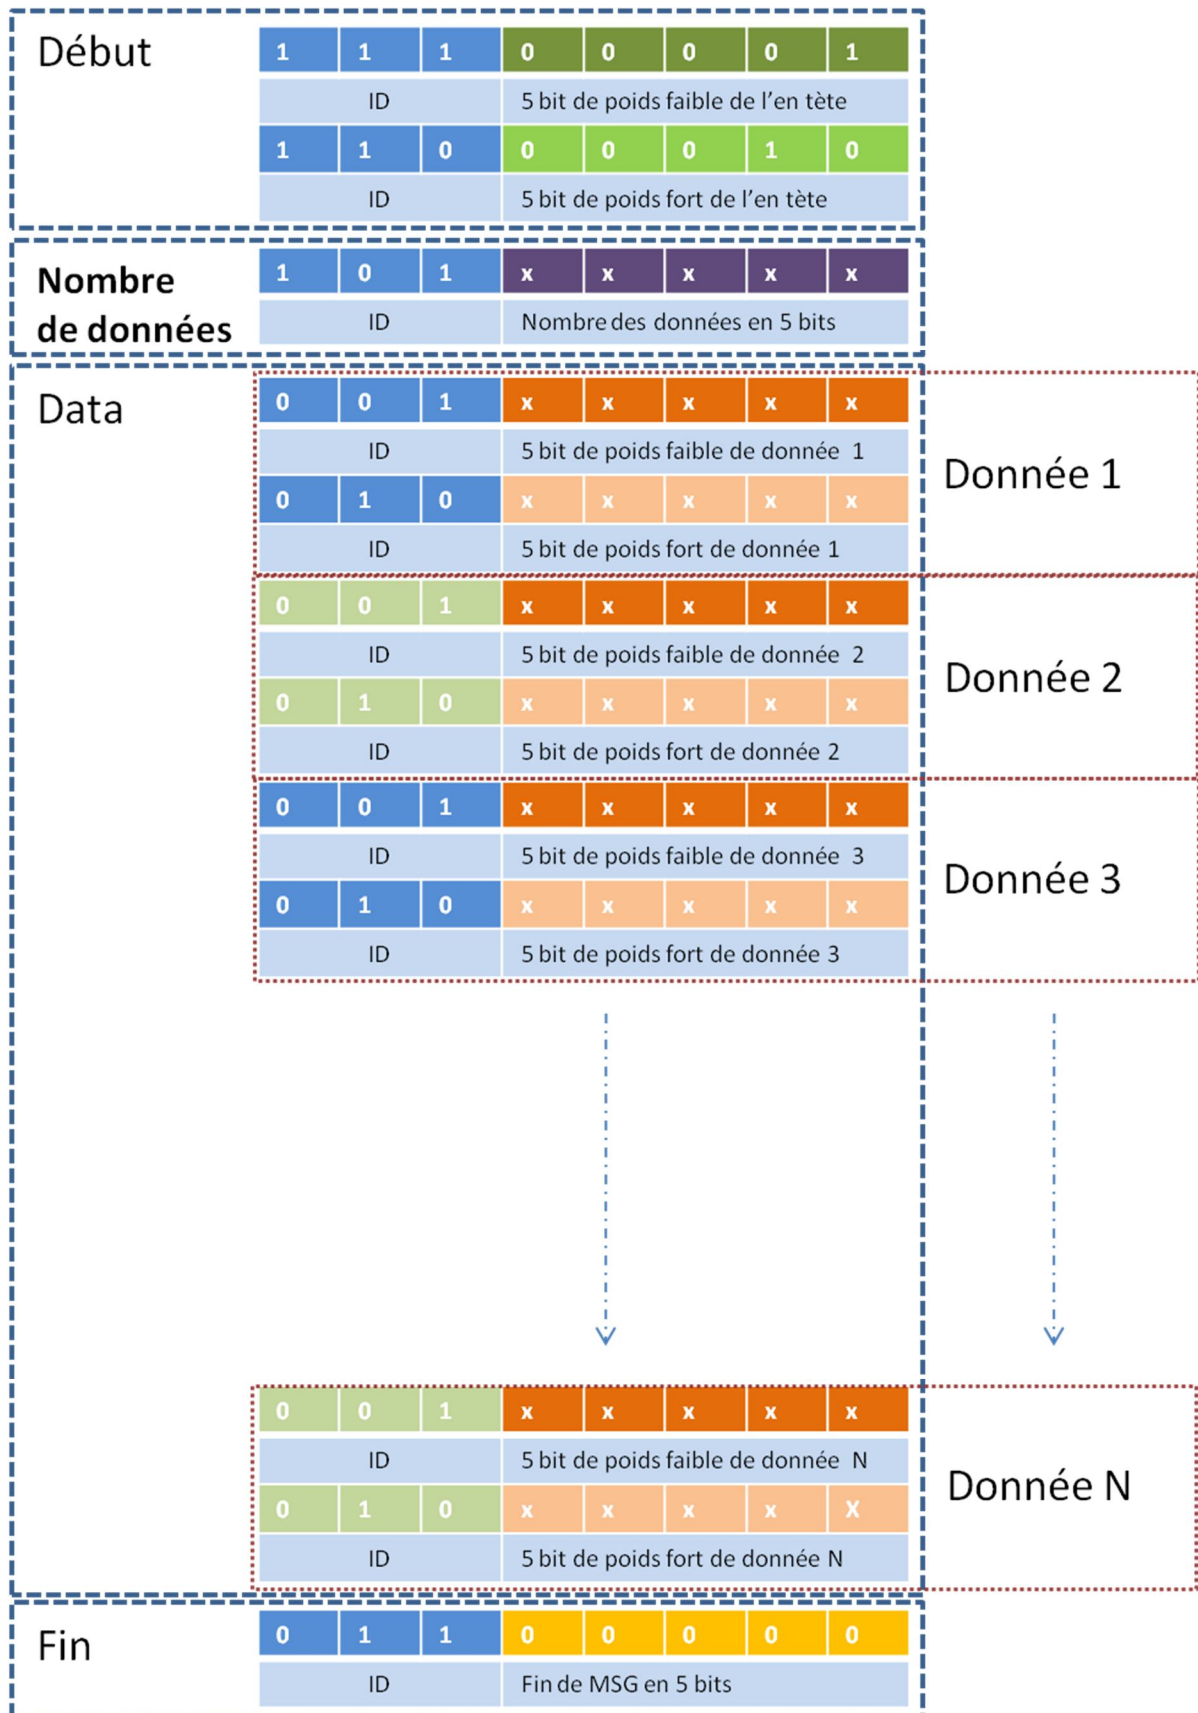 Début
1 1 1 0 0 0 0 1
ID 5 bit de poids faible de l'en tète
1 1 0 0 0 0 1 0
ID 5 bit de poids fort de l'en tète
Nombre
de données
1 0 1 x x x x x
ID Nombre des données en 5 bits
Data
0 0 1 x x x x x
ID 5 bit de poids faible de donnée 1
0 1 0 x x x x x
ID 5 bit de poids fort de donnée 1
Donnée 1
0 0 1 x x x x x
ID 5 bit de poids faible de donnée 2
0 1 0 x x x x x
ID 5 bit de poids fort de donnée 2
Donnée 2
0 0 1 x x x x x
ID 5 bit de poids faible de donnée 3
0 1 0 x x x x x
ID 5 bit de poids fort de donnée 3
Donnée 3
0 0 1 x x x x x
ID 5 bit de poids faible de donnée N
0 1 0 x x x x X
ID 5 bit de poids fort de donnée N
Donnée N
Fin
0 1 1 0 0 0 0 0
ID Fin de MSG en 5 bits